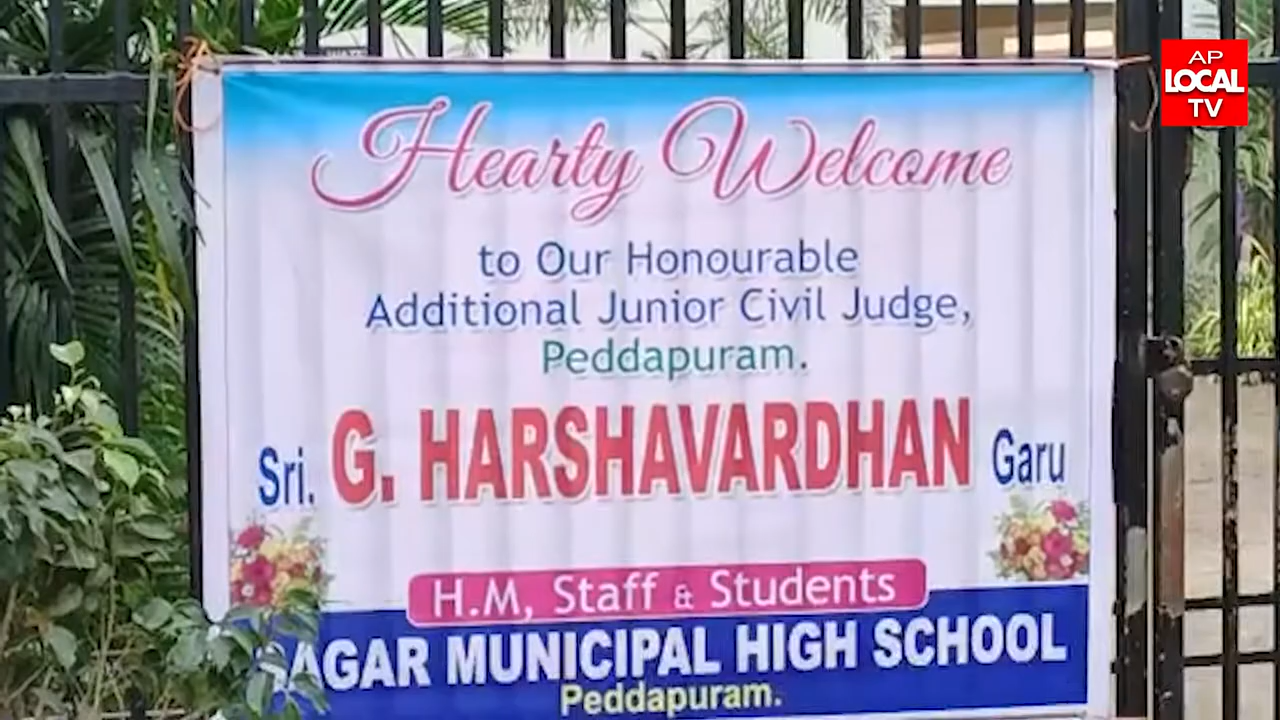 AP
LOCAL
TV
Hearty Welcome
to Our Honourable
Additional Junior Civil Judge,
Peddapuram.
Sri. G. HARSHAVARDHAN Garu
H.M, Staff & Students
MUNICIPAL HIGH SCHOOL
Peddapuram.